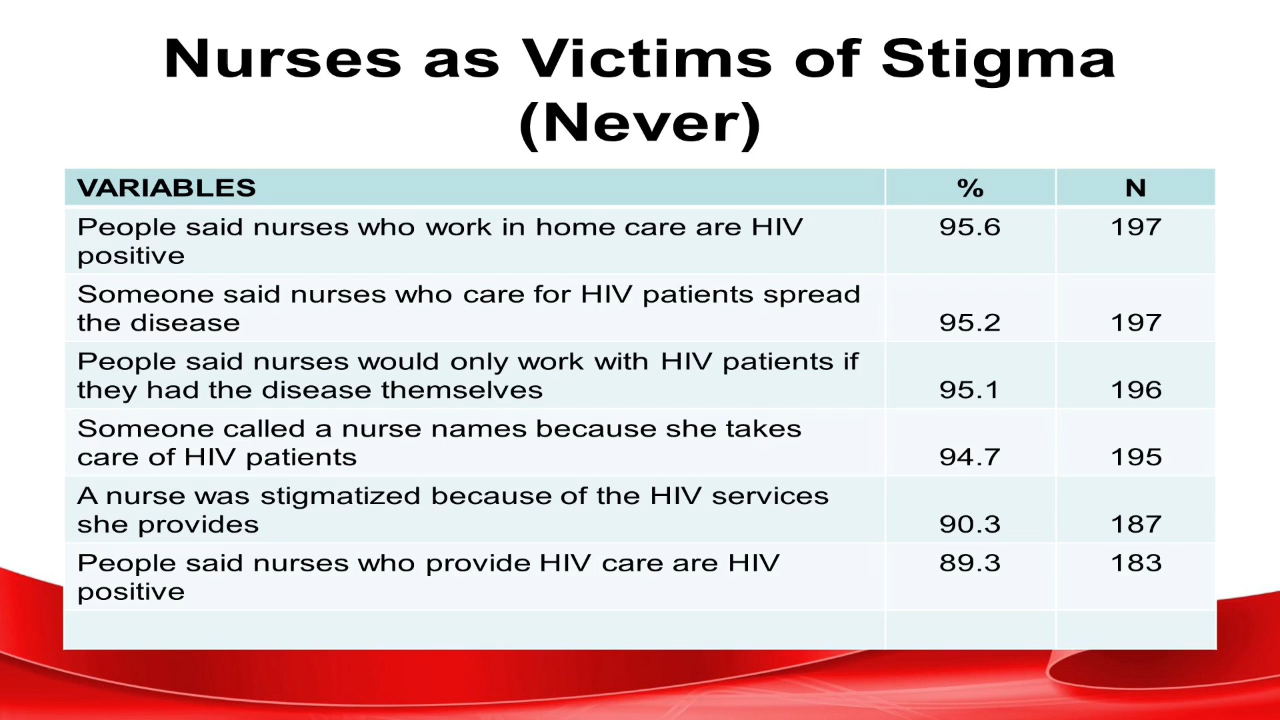 Nurses as Victims of Stigma
(Never)
VARIABLES % N
People said nurses who work in home care are HIV 95.6 197
positive
Someone said nurses who care for HIV patients spread
the disease 95.2 197
People said nurses would only work with HIV patients if
they had the disease themselves 95.1 196
Someone called a nurse names because she takes
care of HIV patients 94.7 195
A nurse was stigmatized because of the HIV services
she provides 90.3 187
People said nurses who provide HIV care are HIV 89.3 183
positive